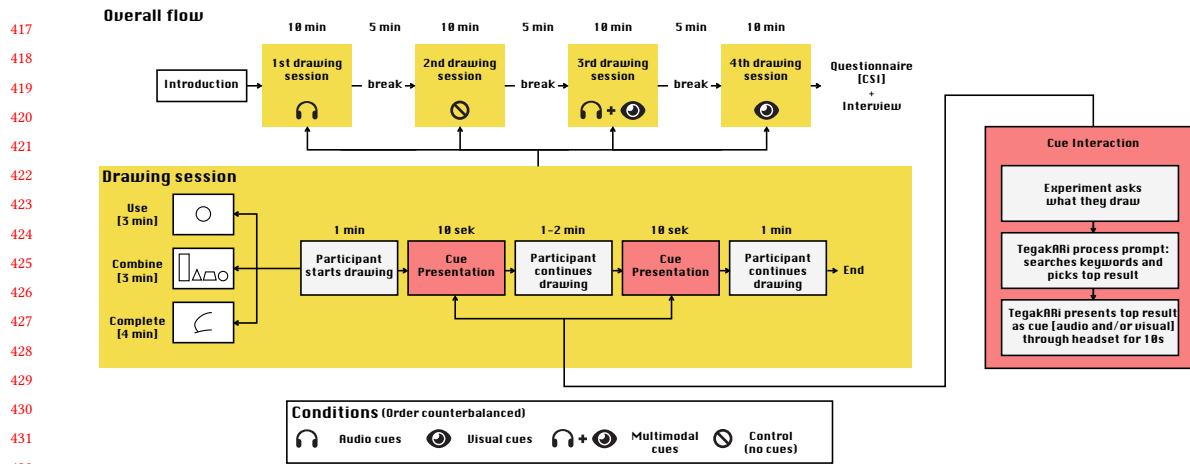 Overall flow
417
418
419
420
421
422
423
424
425
426
427
428
429
430
431
10 min 5 min 10 min 5 min 10 min 5 min 10 min
Introduction
1st drawing
session
break
2nd drawing
session
break
3rd drawing
session
+
break
4th drawing
session
Questionnaire
[CSI]
+
Interview
Drawing session
Use
[3 min]
Combine
[3 min]
Complete
[4 min]
1 min
Participant
starts drawing
10 sek
Cue
Presentation
1-2 min
Participant
continues
drawing
10 sek
Cue
Presentation
1 min
Participant
continues
drawing
End
Cue Interaction
Experiment asks
what they draw
TegakARi process prompt:
searches keywords and
picks top result
TegakARi presents top result
as cue [audio and/or visual]
through headset for 10s
Conditions (Order counterbalanced)
Audio cues
Visual cues
+
Multimodal
cues
Control
(no cues)